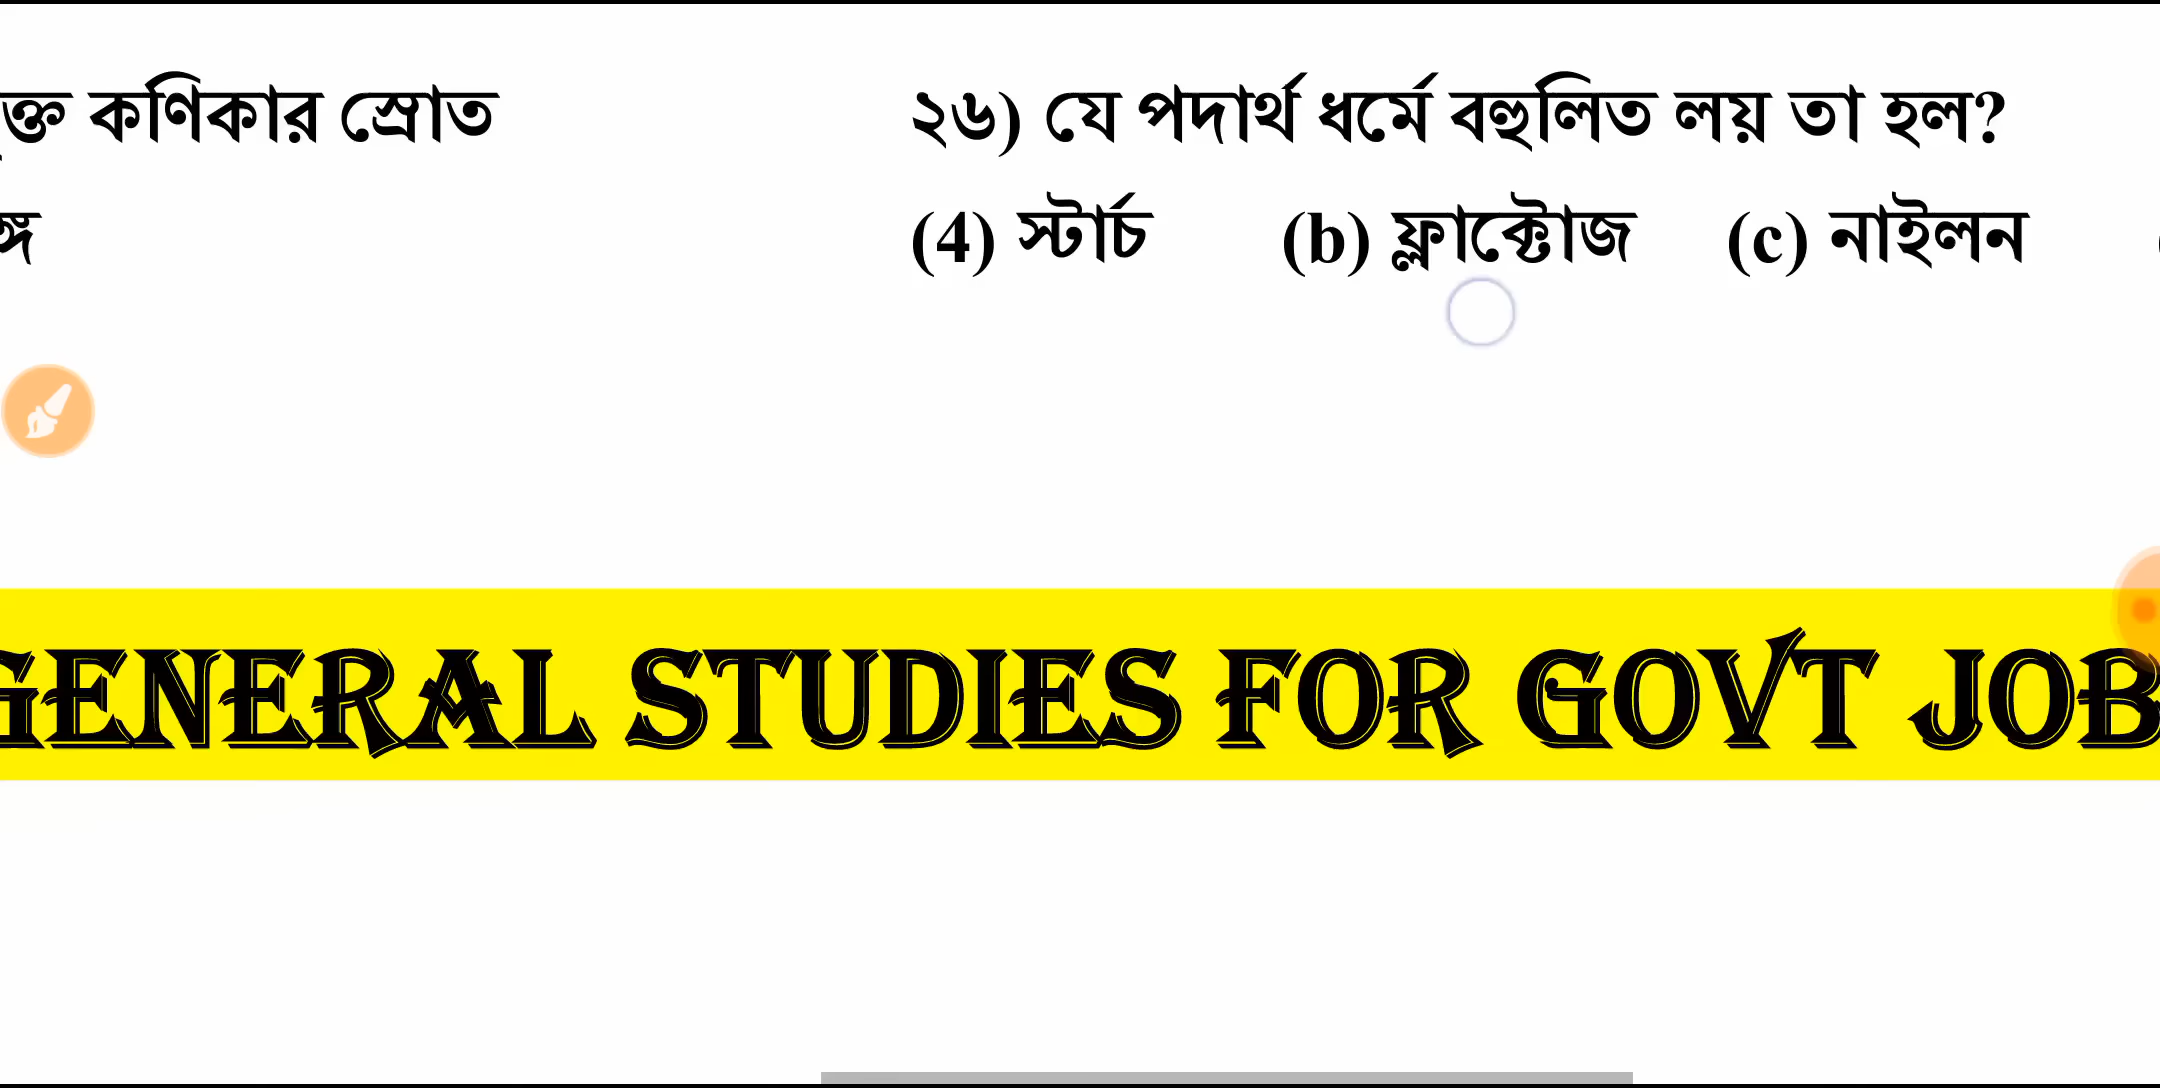 ক্ত কণিকার স্রোত
ঙ্গ
২৬) যে পদার্থ ধর্মে বহুলিত লয় তা হল?
(4) স্টার্চ (b) ফ্লাক্টোজ (c) নাইলন
GENERAL STUDIES FOR GOVT JOB